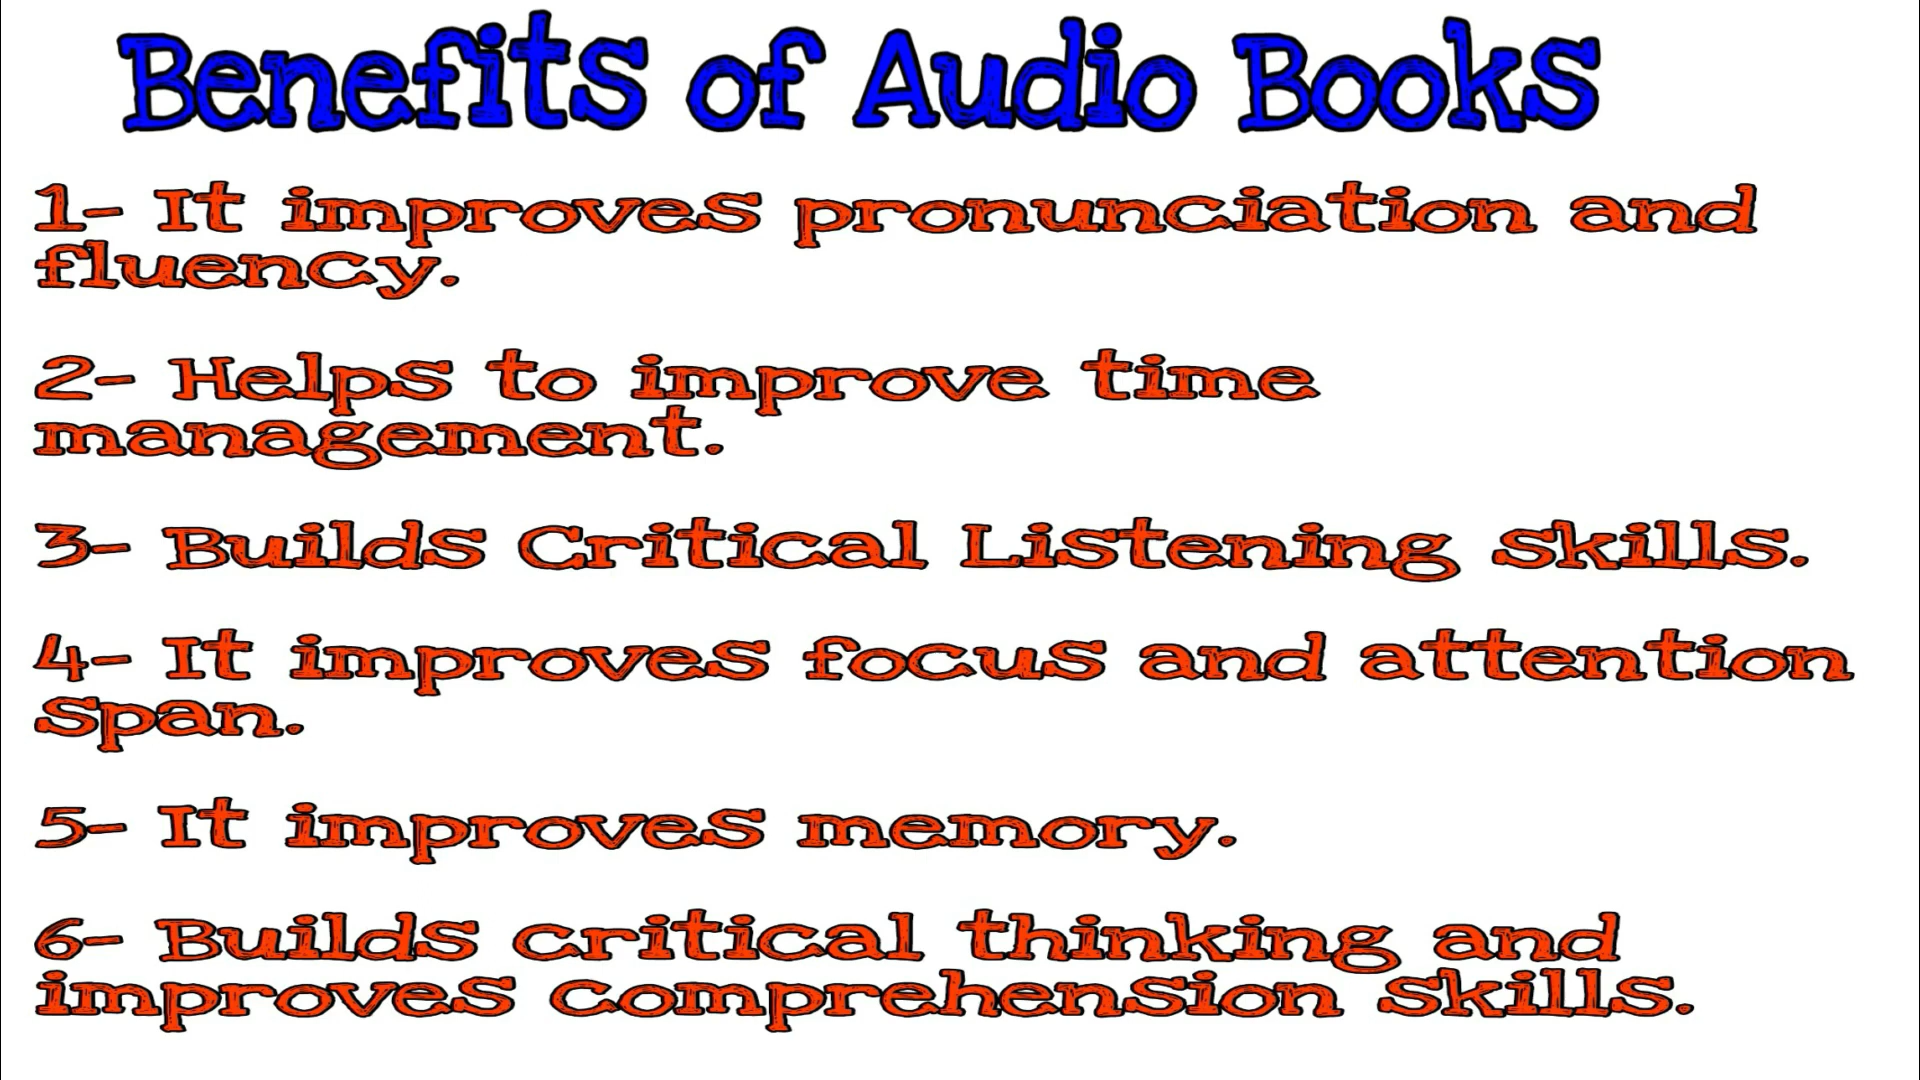 Benefits of Audio Books
1- It improves pronunciation and
fluency.
2- Helps to improve time
management.
3- Builds Critical Listening skills.
4- It improves focus and attention
span.
5- It improves memory.
6- Builds critical thinking and
improves comprehension skills.